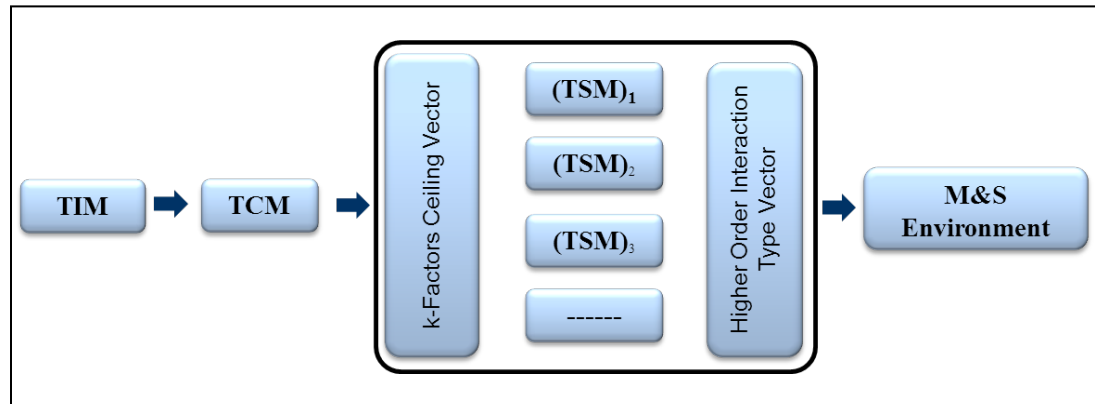 TIM
TCM
k-Factors Ceiling Vector
(TSM)₁
(TSM)₂
(TSM)₃
------
Higher Order Interaction
Type Vector
M&S
Environment